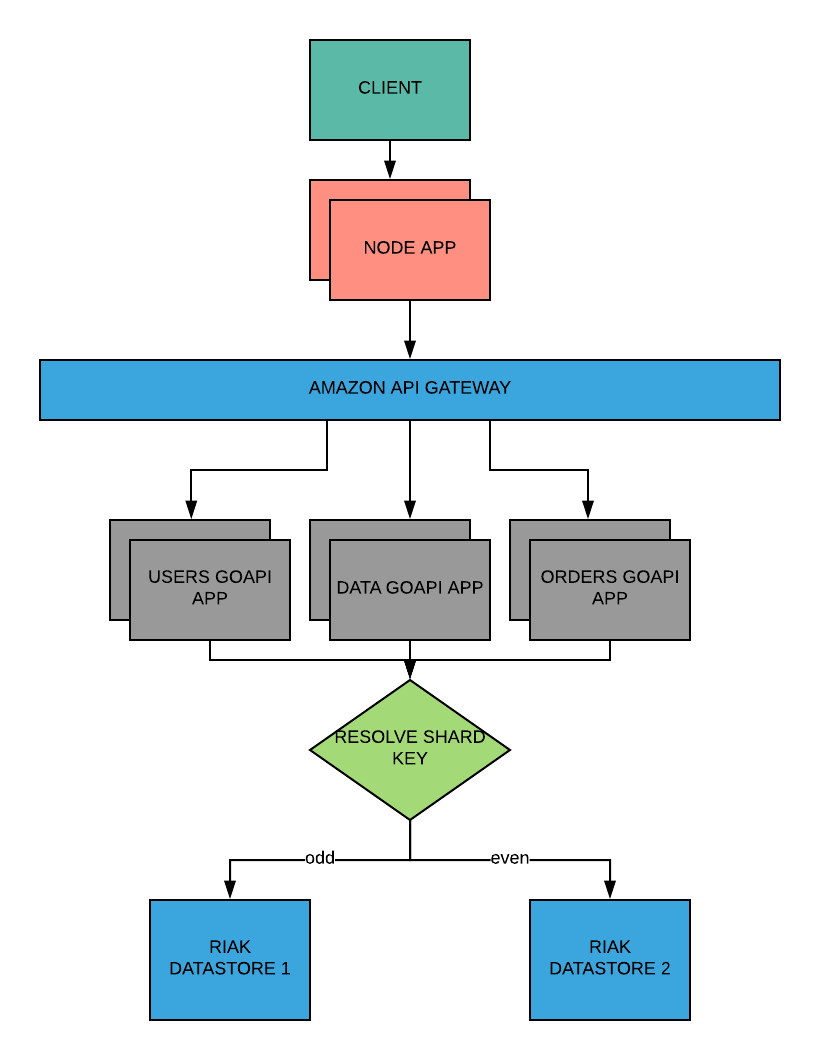 CLIENT
NODE APP
AMAZON API GATEWAY
USERS GOAPI
APP
DATA GOAPI APP
ORDERS GOAPI
APP
RESOLVE SHARD
KEY
odd
even
RIAK
DATASTORE 1
RIAK
DATASTORE 2